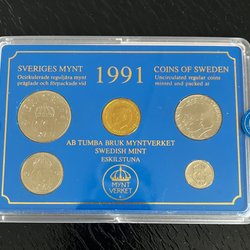 SVERIGES MYNT
Ocirkulerade reguljära mynt
präglade och förpackade vid
1991
COINS OF SWEDEN
Uncirculated regular coins
minted and packed at
AB TUMBA BRUK MYNTVERKET
SWEDISH MINT
ESKILSTUNA
MYNT
VERKET